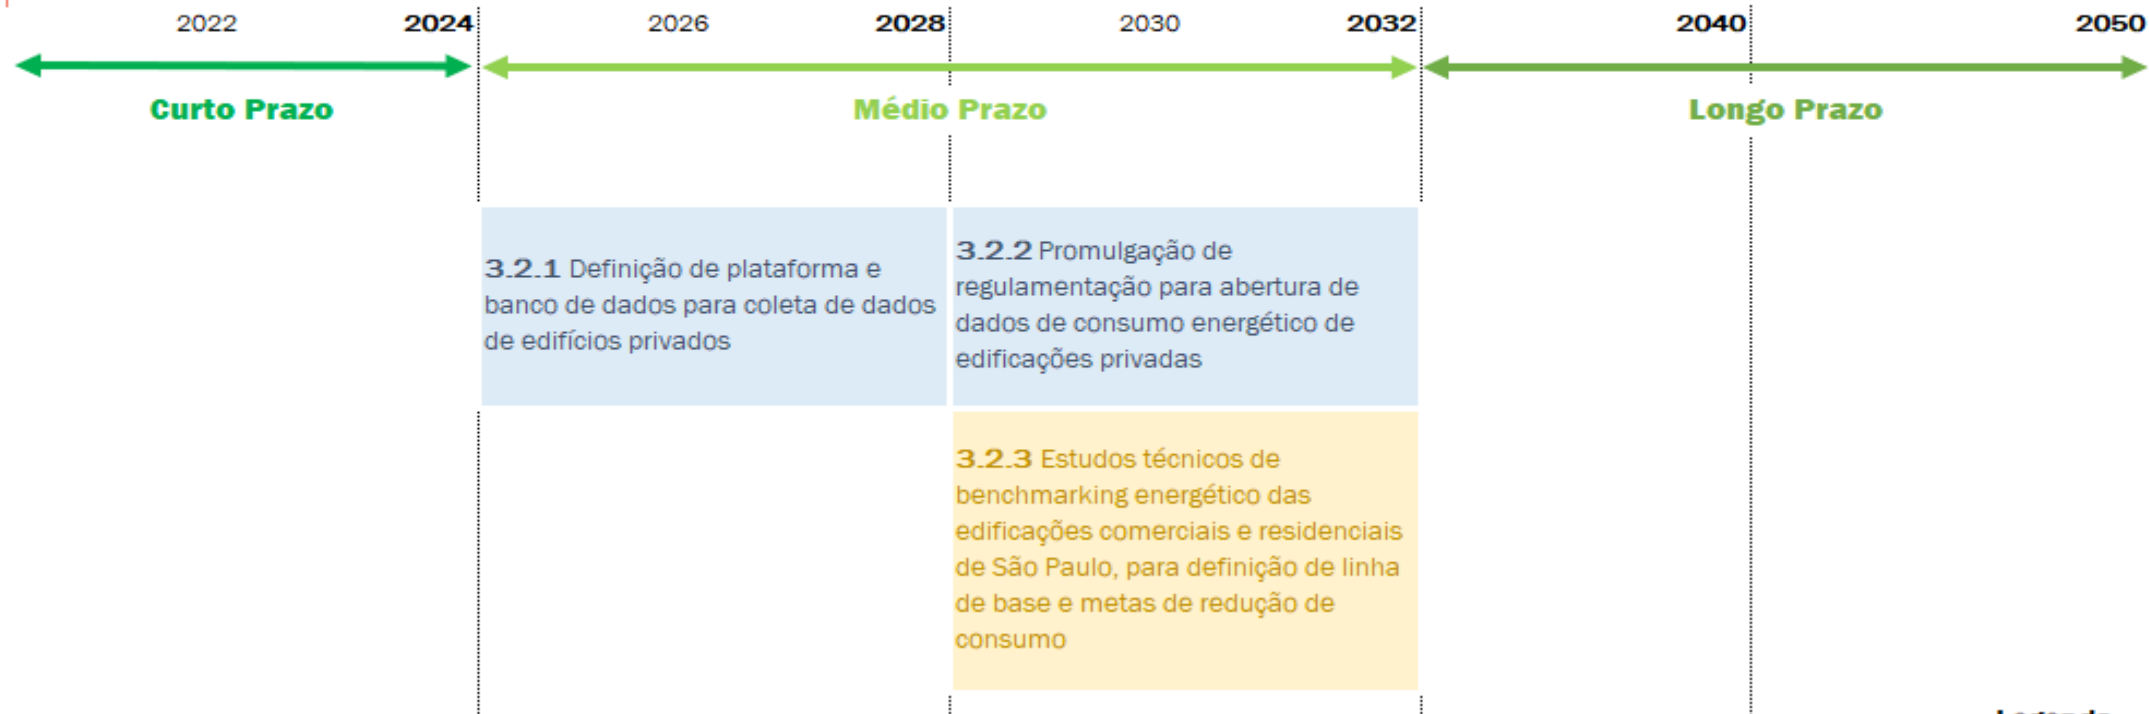 2022 2024 2026 2028 2030 2032 2040 2050
Curto Prazo Médio Prazo Longo Prazo
3.2.1 Definição de plataforma e
banco de dados para coleta de dados
de edifícios privados
3.2.2 Promulgação de
regulamentação para abertura de
dados de consumo energético de
edificações privadas
3.2.3 Estudos técnicos de
benchmarking energético das
edificações comerciais e residenciais
de São Paulo, para definição de linha
de base e metas de redução de
consumo